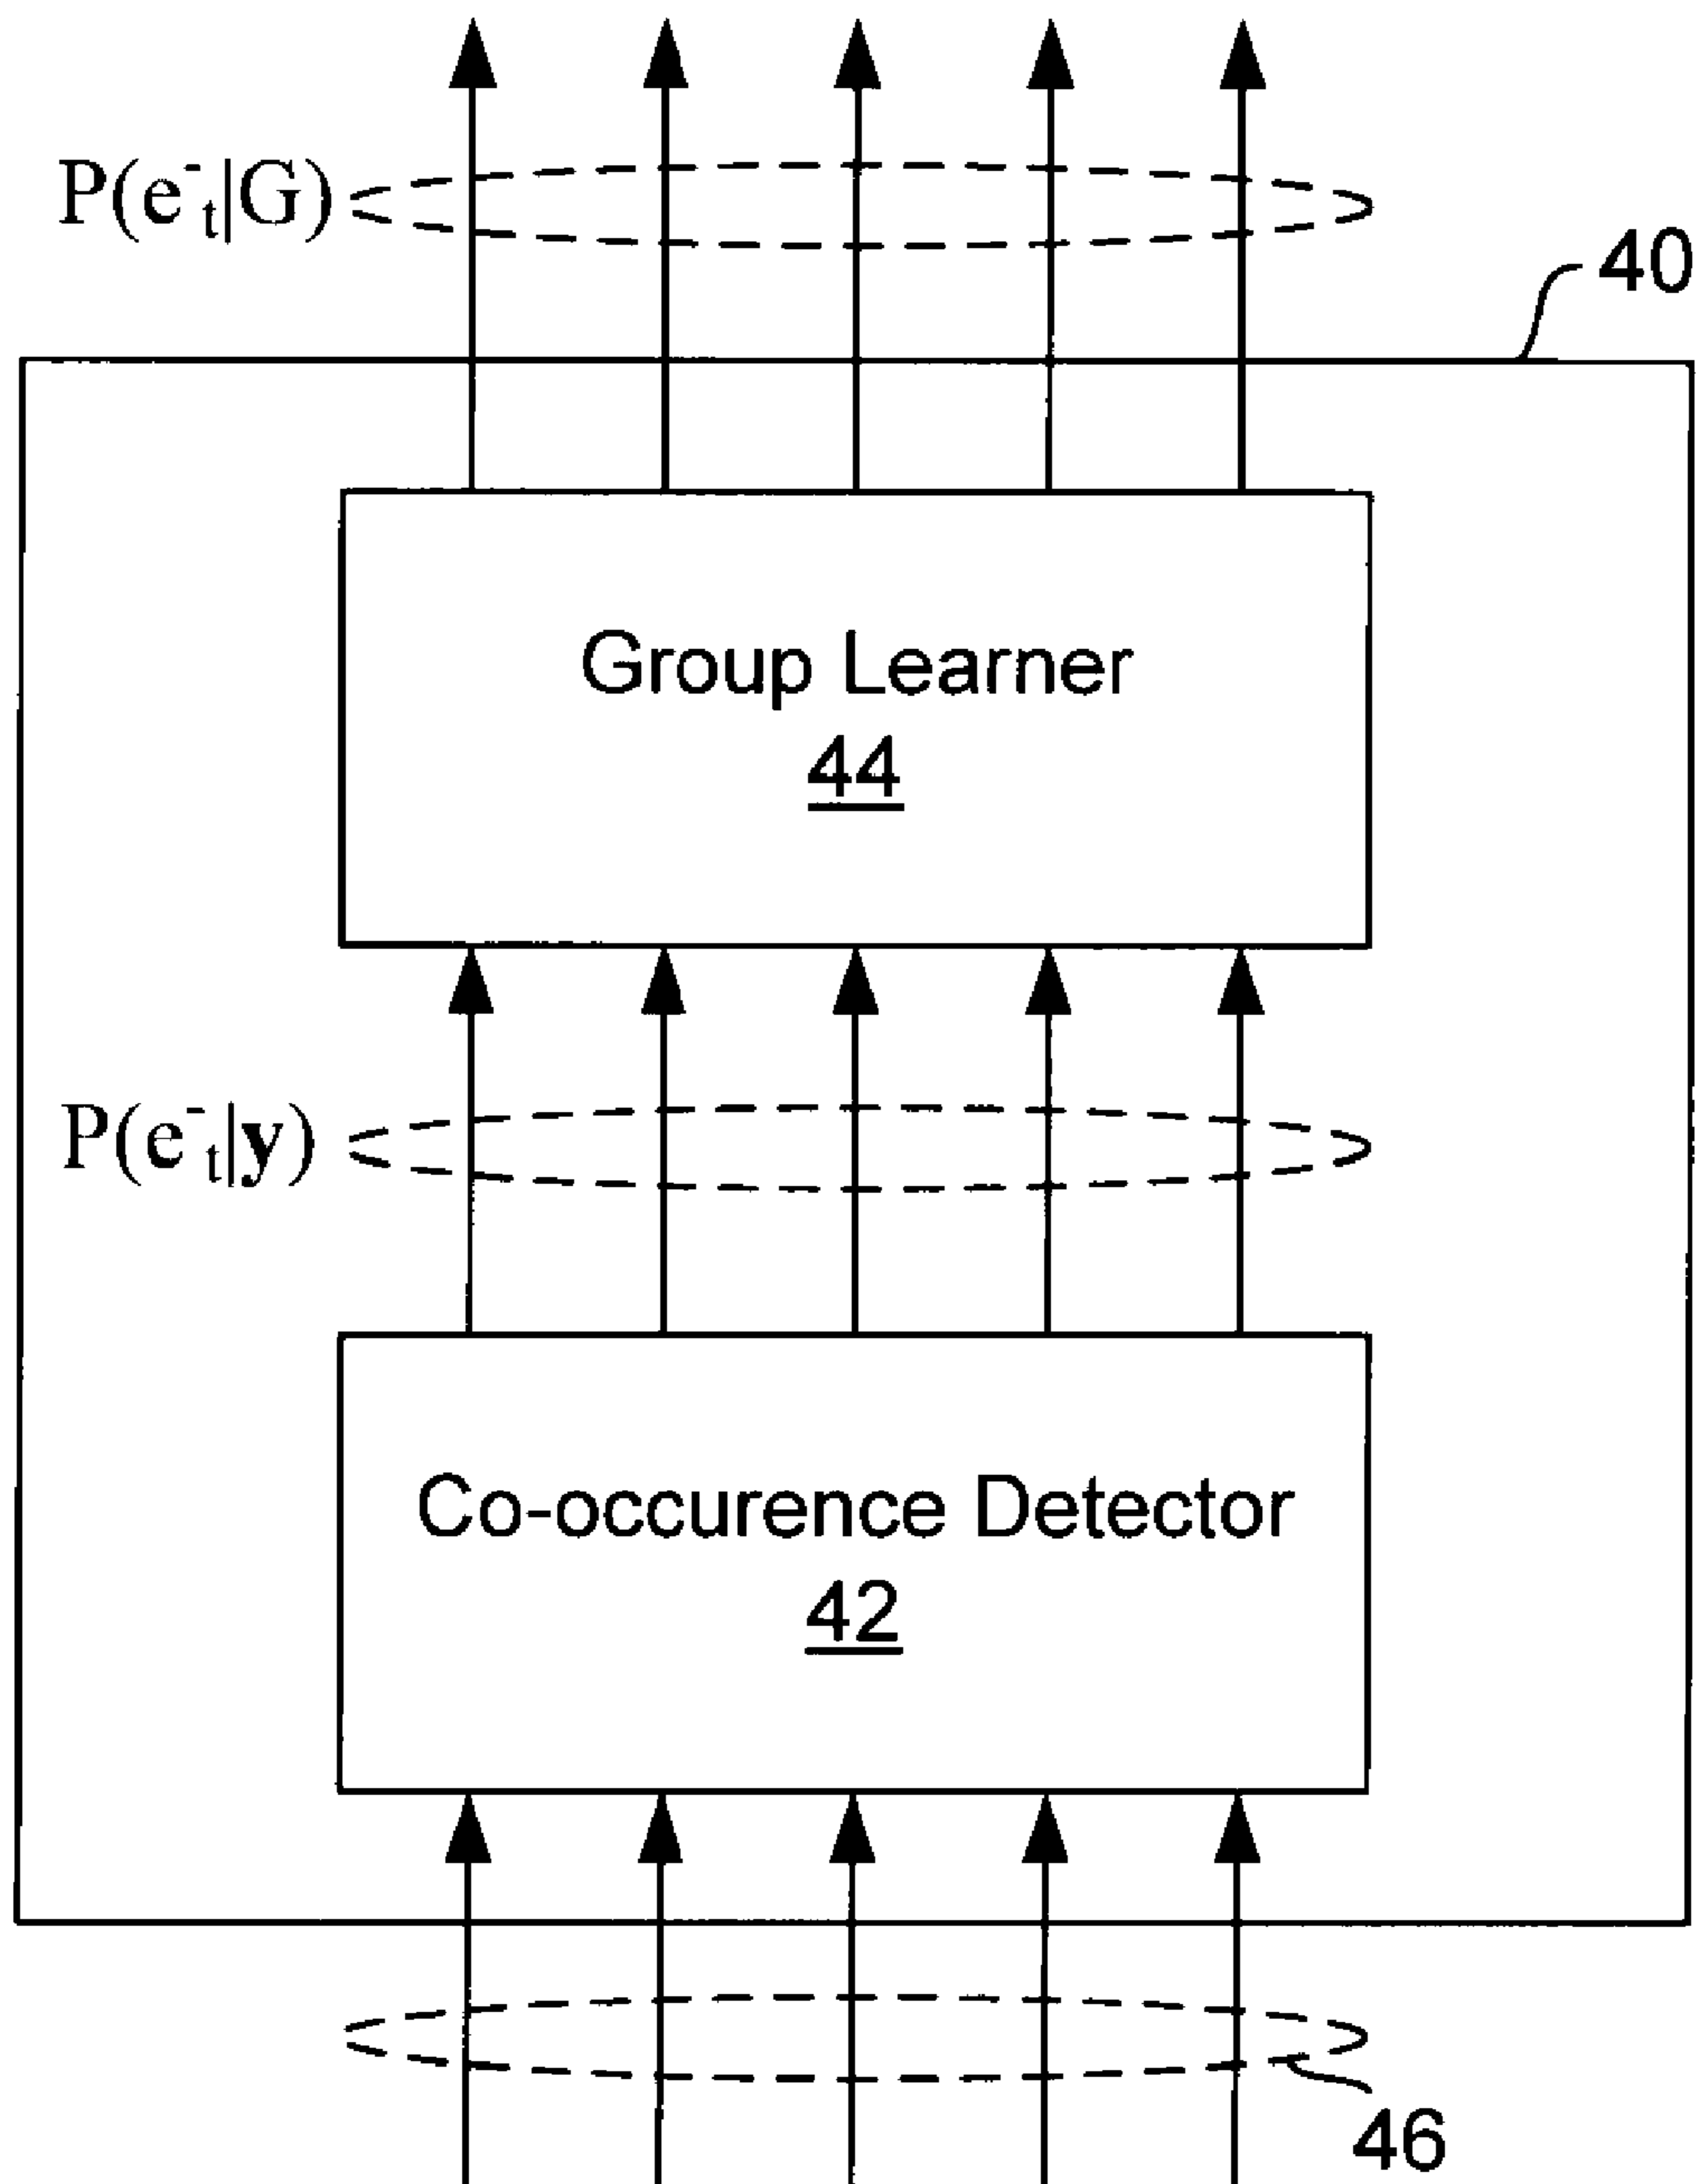 P(e⁻ₜ|G)
40
Group Learner
44
P(e⁻ₜ|y)
Co-occurence Detector
42
46